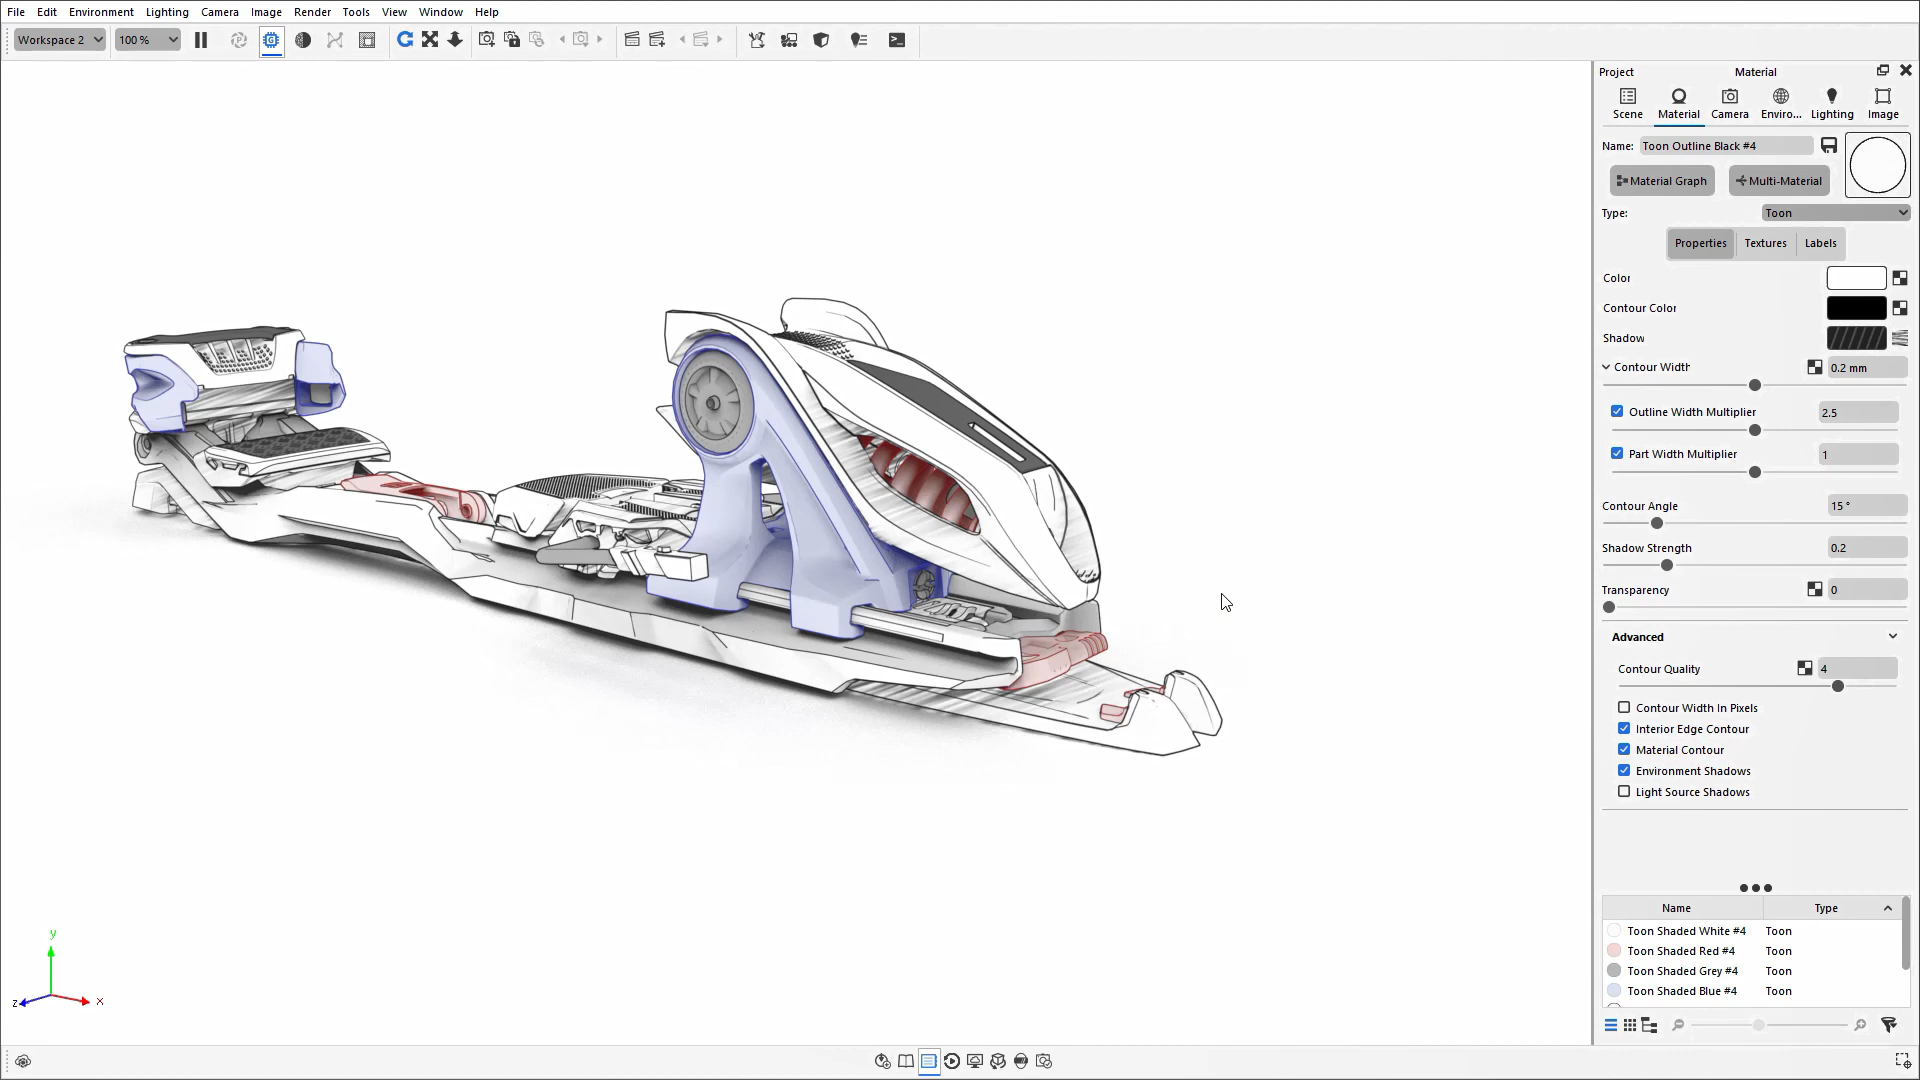 File Edit Environment Lighting Camera Image Render Tools View Window Help
Workspace 2 100 %
Project Material
Scene Material Camera Enviro... Lighting Image
Name: Toon Outline Black #4
Material Graph Multi-Material
Type: Toon
Properties Textures Labels
Color
Contour Color
Shadow
Contour Width 0.2 mm
Outline Width Multiplier 2.5
Part Width Multiplier 1
Contour Angle 15 °
Shadow Strength 0.2
Transparency 0
Advanced
Contour Quality 4
Contour Width In Pixels
Interior Edge Contour
Material Contour
Environment Shadows
Light Source Shadows
Name Type
Toon Shaded White #4 Toon
Toon Shaded Red #4 Toon
Toon Shaded Grey #4 Toon
Toon Shaded Blue #4 Toon
y
z x